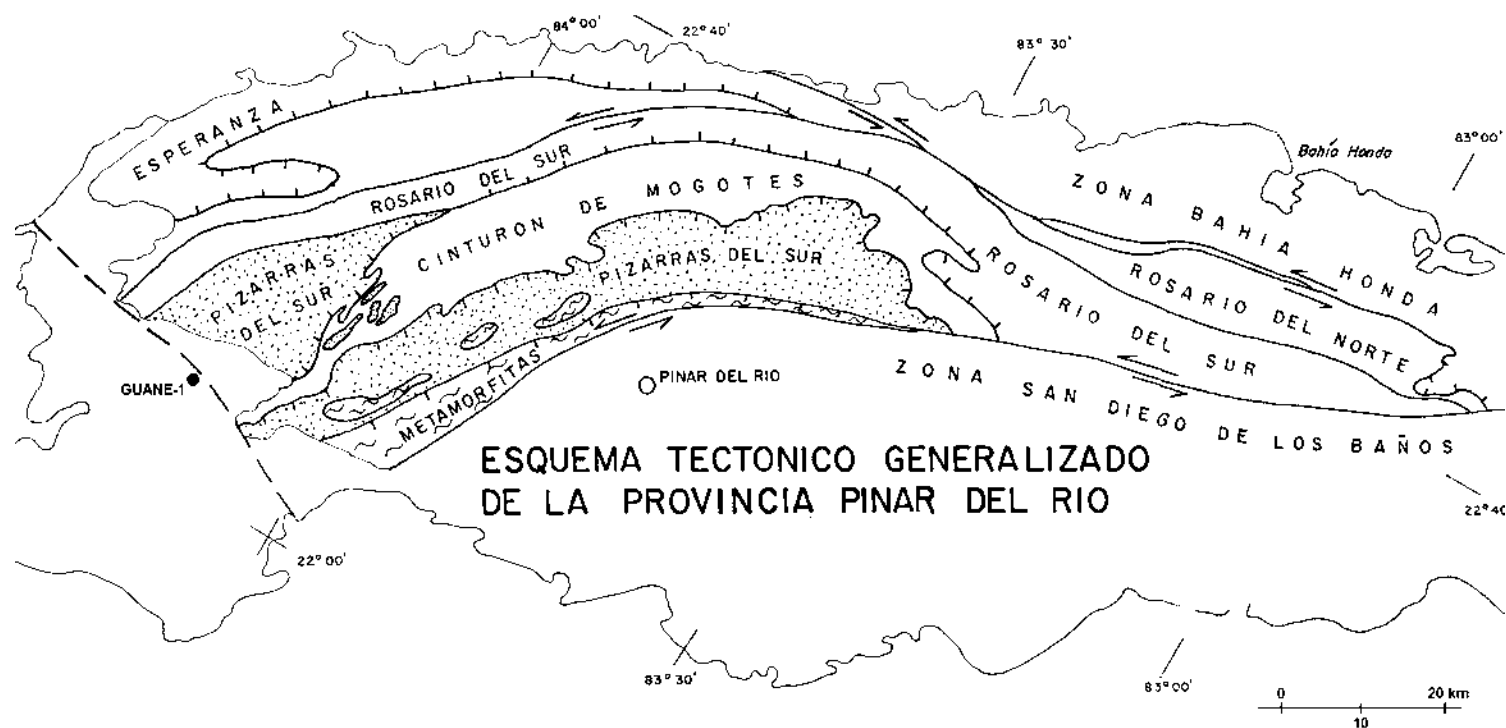 84° 00'
22° 40'
83° 30'
83° 00'
Bahía Honda
ESPERANZA
ROSARIO DEL SUR
CINTURON DE MOGOTES
ZONA BAHIA HONDA
PIZARRAS
DEL SUR
PIZARRAS DEL SUR
ROSARIO DEL SUR
ROSARIO DEL NORTE
GUANE-1
METAMORFITAS
PINAR DEL RIO
ZONA SAN DIEGO DE LOS BAÑOS
ESQUEMA TECTONICO GENERALIZADO
DE LA PROVINCIA PINAR DEL RIO
22° 40'
22° 00'
83° 30'
83° 00'
0 20 km
10